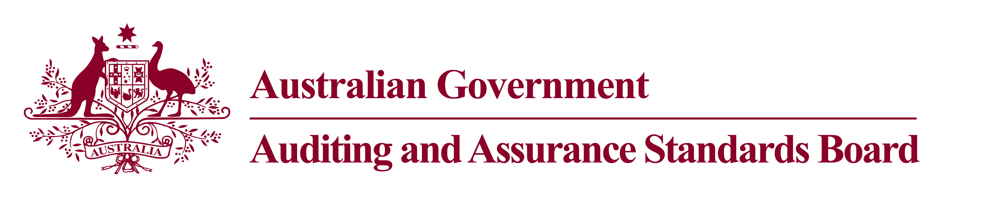 Australian Government
Auditing and Assurance Standards Board
AUSTRALIA